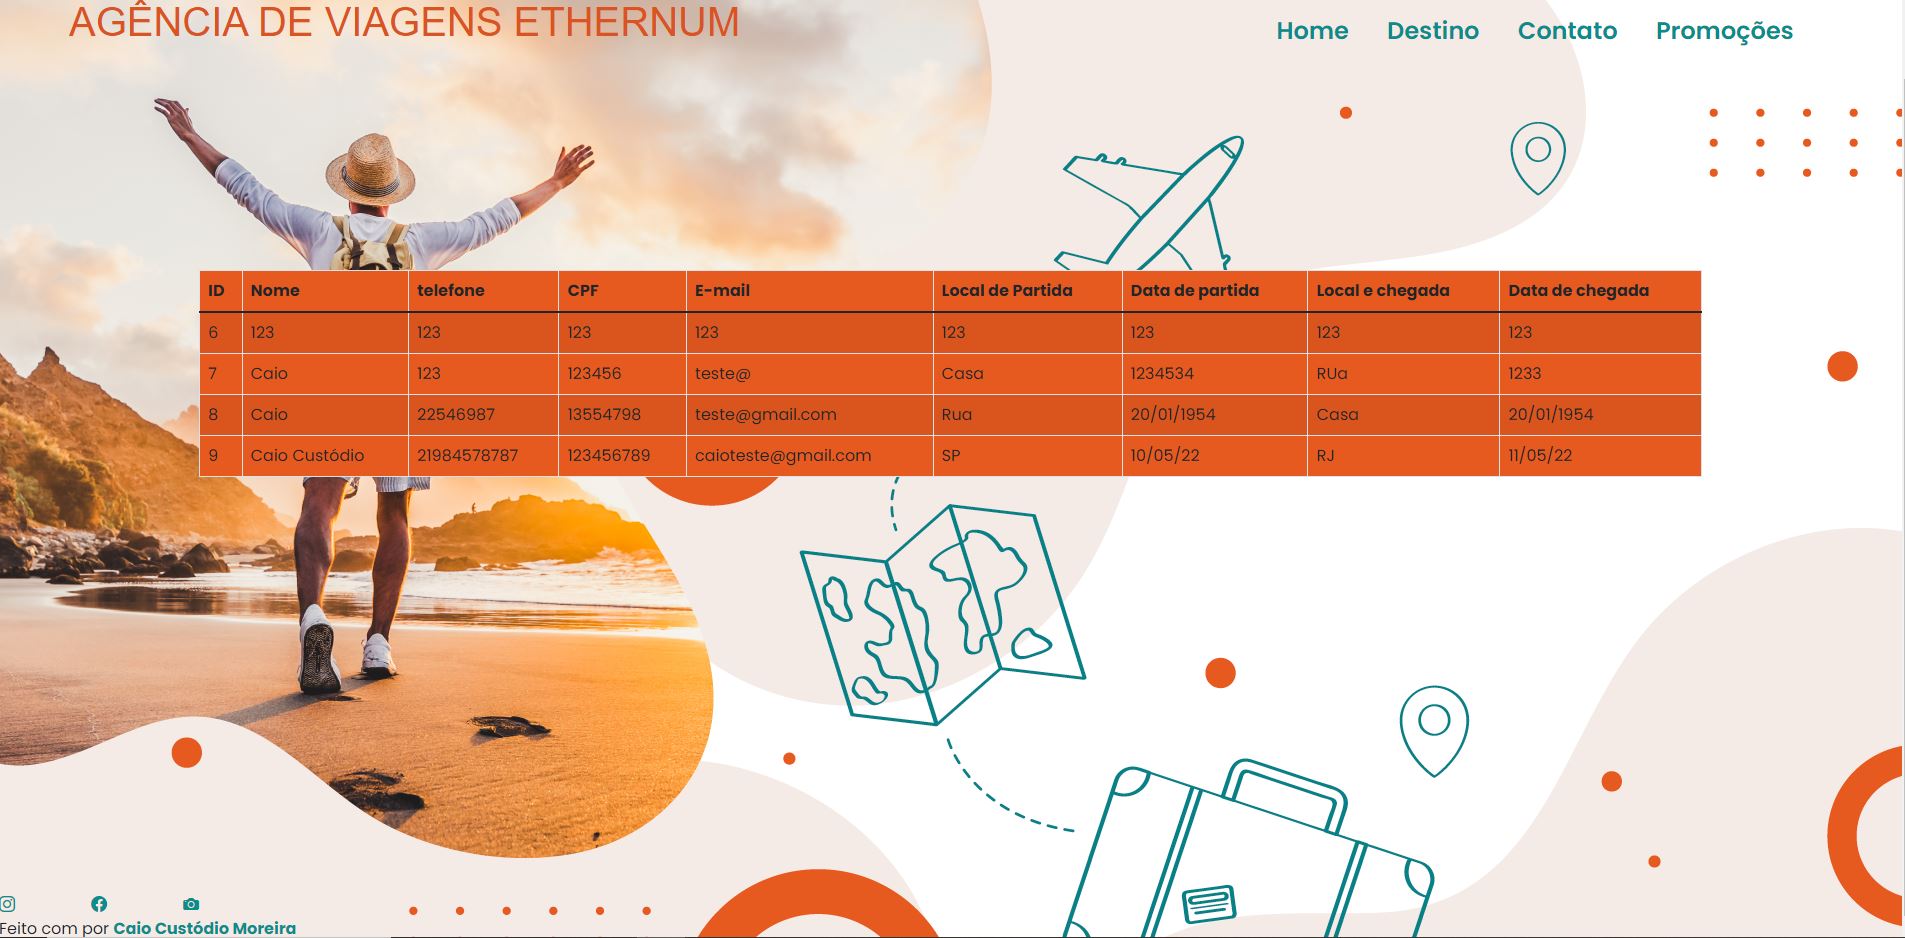 AGÊNCIA DE VIAGENS ETHERNUM
Home Destino Contato Promoções
ID Nome telefone CPF E-mail Local de Partida Data de partida Local e chegada Data de chegada
6 123 123 123 123 123 123 123 123
7 Caio 123 123456 teste@ Casa 1234534 RUa 1233
8 Caio 22546987 13554798 teste@gmail.com Rua 20/01/1954 Casa 20/01/1954
9 Caio Custódio 21984578787 123456789 caioteste@gmail.com SP 10/05/22 RJ 11/05/22
Feito com por Caio Custódio Moreira